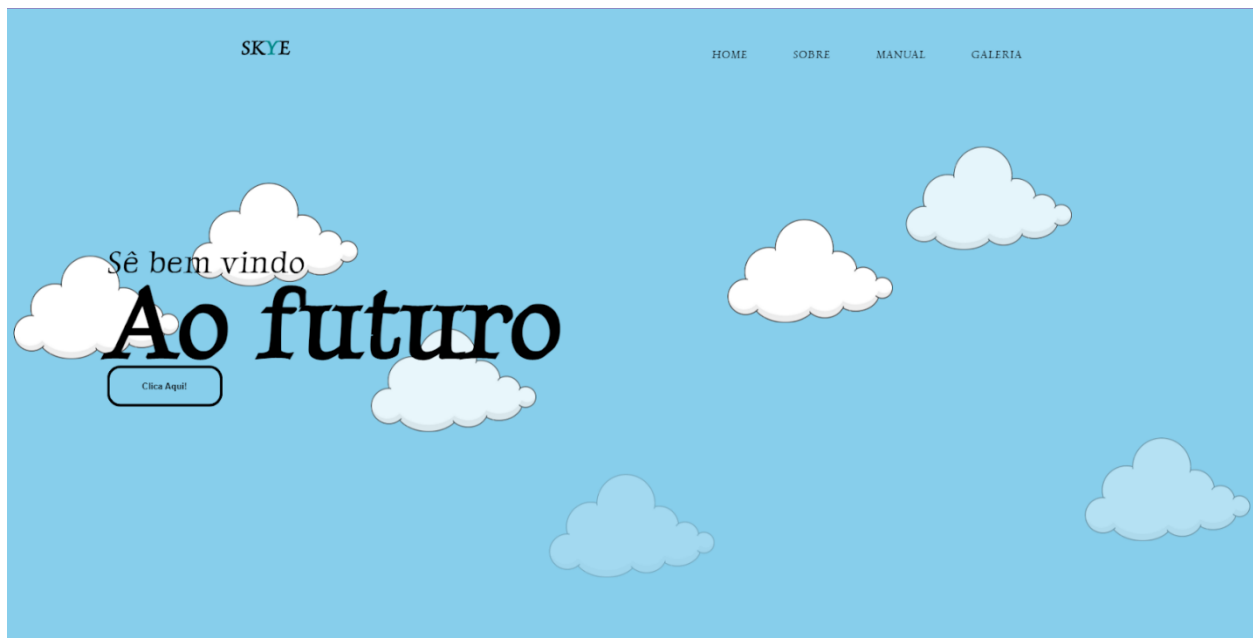 SKYE
HOME SOBRE MANUAL GALERIA
Sê bem vindo
Ao futuro
Clica Aqui!